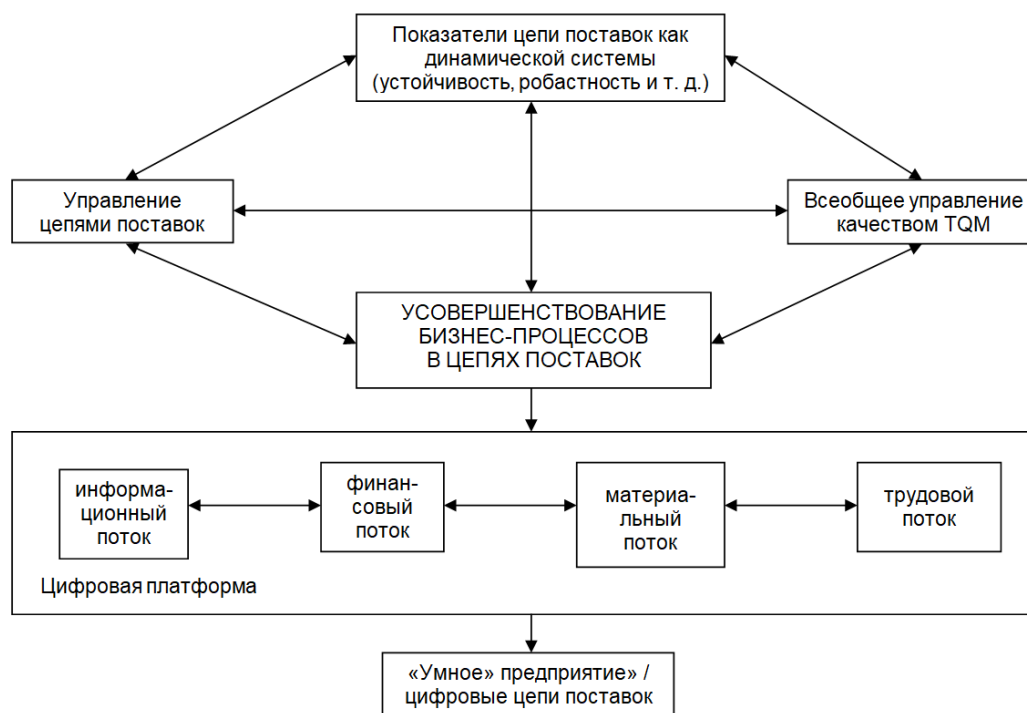 Показатели цепи поставок как
динамической системы
(устойчивость, робастность и т. д.)
Управление
цепями поставок
Всеобщее управление
качеством TQM
УСОВЕРШЕНСТВОВАНИЕ
БИЗНЕС-ПРОЦЕССОВ
В ЦЕПЯХ ПОСТАВОК
информа-
ционный
поток
финан-
совый
поток
материа-
льный
поток
трудовой
поток
Цифровая платформа
«Умное» предприятие» /
цифровые цепи поставок